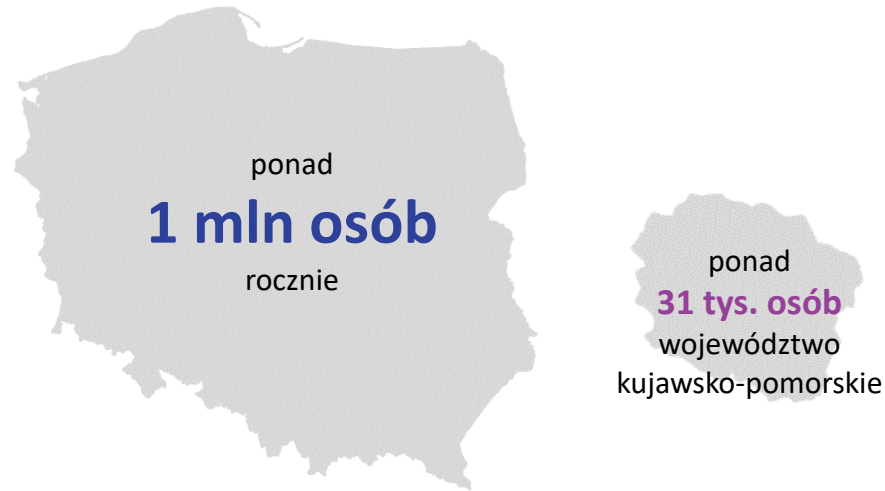 ponad
1 mln osób
rocznie
ponad
31 tys. osób
województwo
kujawsko-pomorskie